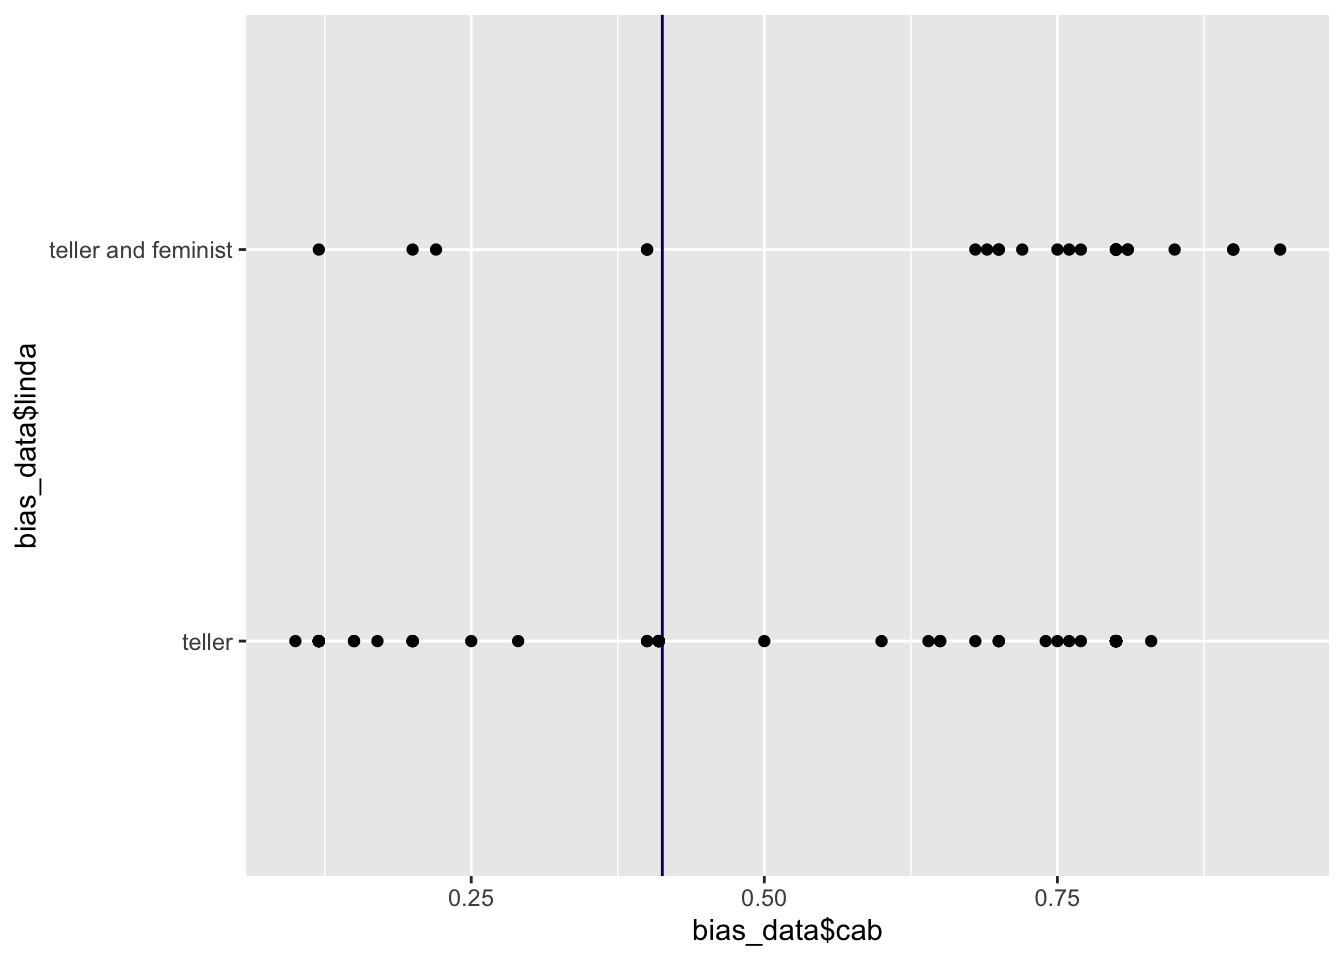 teller and feminist
bias_data$linda
teller
0.25 0.50 0.75
bias_data$cab